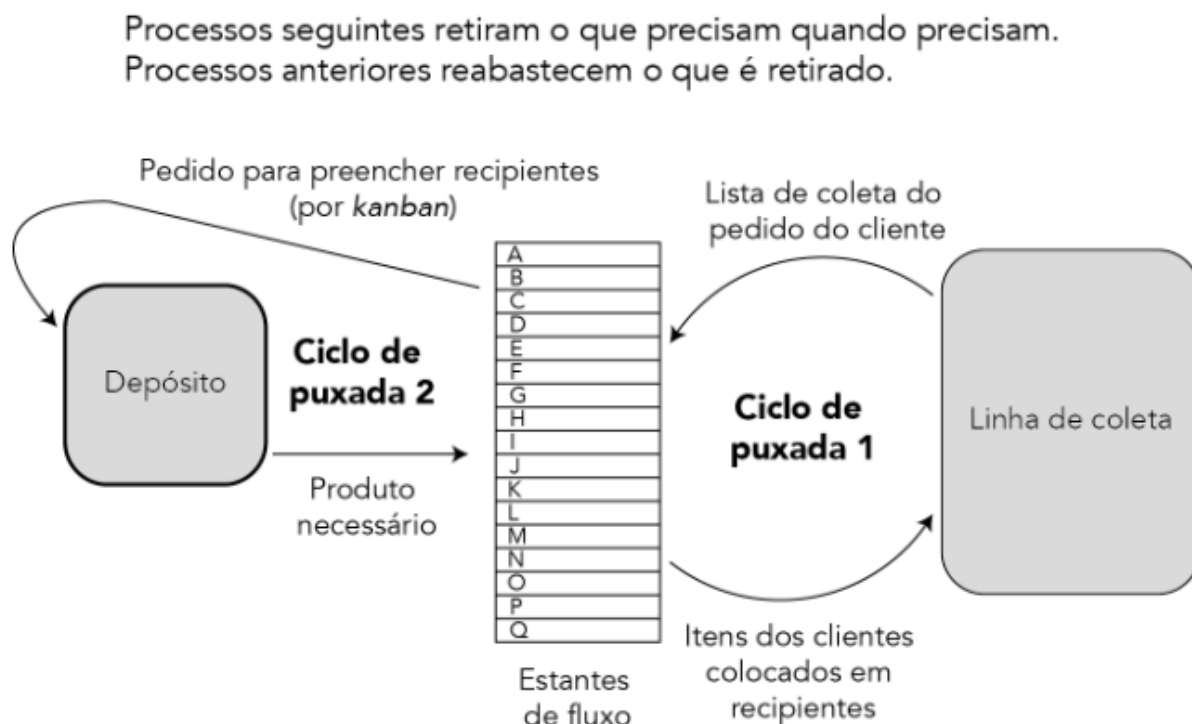 Processos seguintes retiram o que precisam quando precisam.
Processos anteriores reabastecem o que é retirado.
Pedido para preencher recipientes
(por kanban)
Depósito
Ciclo de
puxada 2
Produto
necessário
A
B
C
D
E
F
G
H
I
J
K
L
M
N
O
P
Q
Estantes
de fluxo
Lista de coleta do
pedido do cliente
Ciclo de
puxada 1
Linha de coleta
Itens dos clientes
colocados em
recipientes